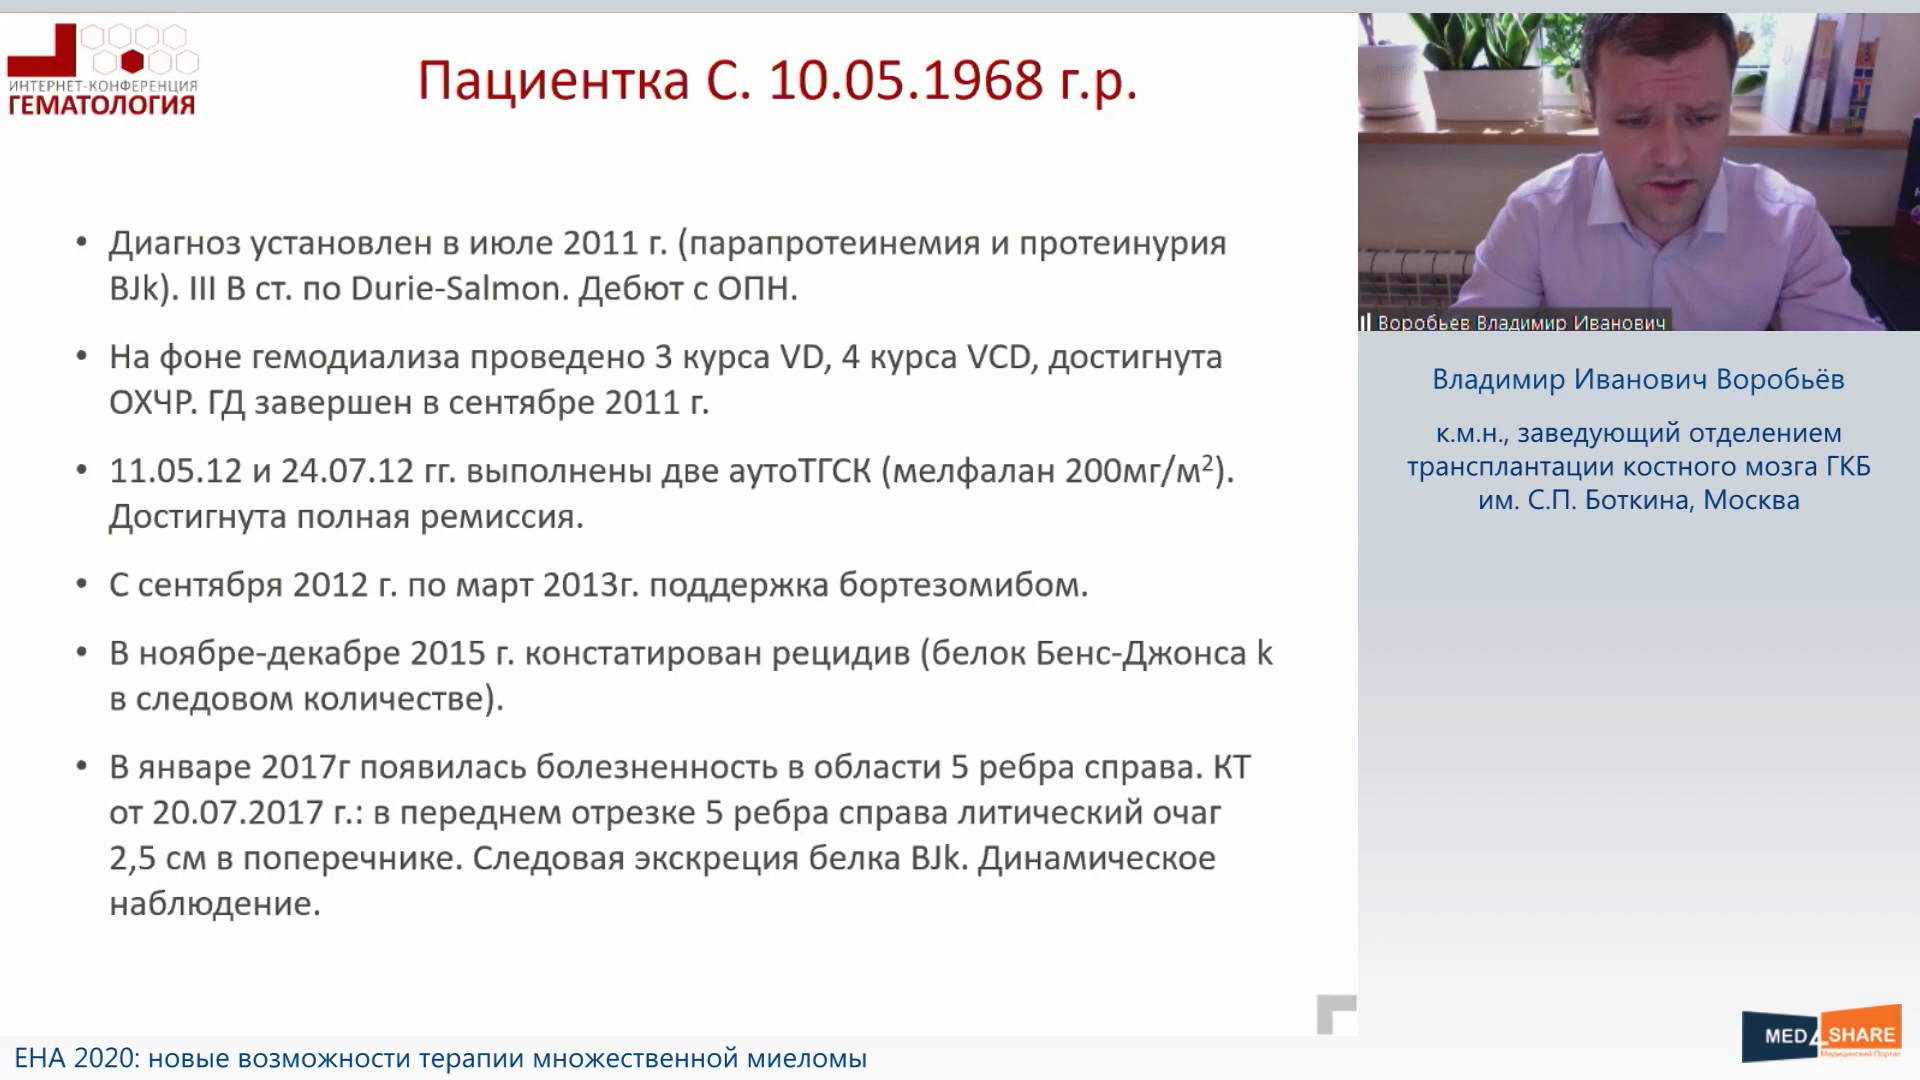 ИНТЕРНЕТ-КОНФЕРЕНЦИЯ
ГЕМАТОЛОГИЯ
Пациентка С. 10.05.1968 г.р.
• Диагноз установлен в июле 2011 г. (парапротеинемия и протеинурия
BJk). III B ст. по Durie-Salmon. Дебют с ОПН.
• На фоне гемодиализа проведено 3 курса VD, 4 курса VCD, достигнута
ОХЧР. ГД завершен в сентябре 2011 г.
• 11.05.12 и 24.07.12 гг. выполнены две аутоТГСК (мелфалан 200мг/м²).
Достигнута полная ремиссия.
• С сентября 2012 г. по март 2013г. поддержка бортезомибом.
• В ноябре-декабре 2015 г. констатирован рецидив (белок Бенс-Джонса k
в следовом количестве).
• В январе 2017г появилась болезненность в области 5 ребра справа. КТ
от 20.07.2017 г.: в переднем отрезке 5 ребра справа литический очаг
2,5 см в поперечнике. Следовая экскреция белка BJk. Динамическое
наблюдение.
Воробьев Владимир Иванович
Владимир Иванович Воробьёв
к.м.н., заведующий отделением
трансплантации костного мозга ГКБ
им. С.П. Боткина, Москва
MED4SHARE
Медицинский Портал
ЕНА 2020: новые возможности терапии множественной миеломы